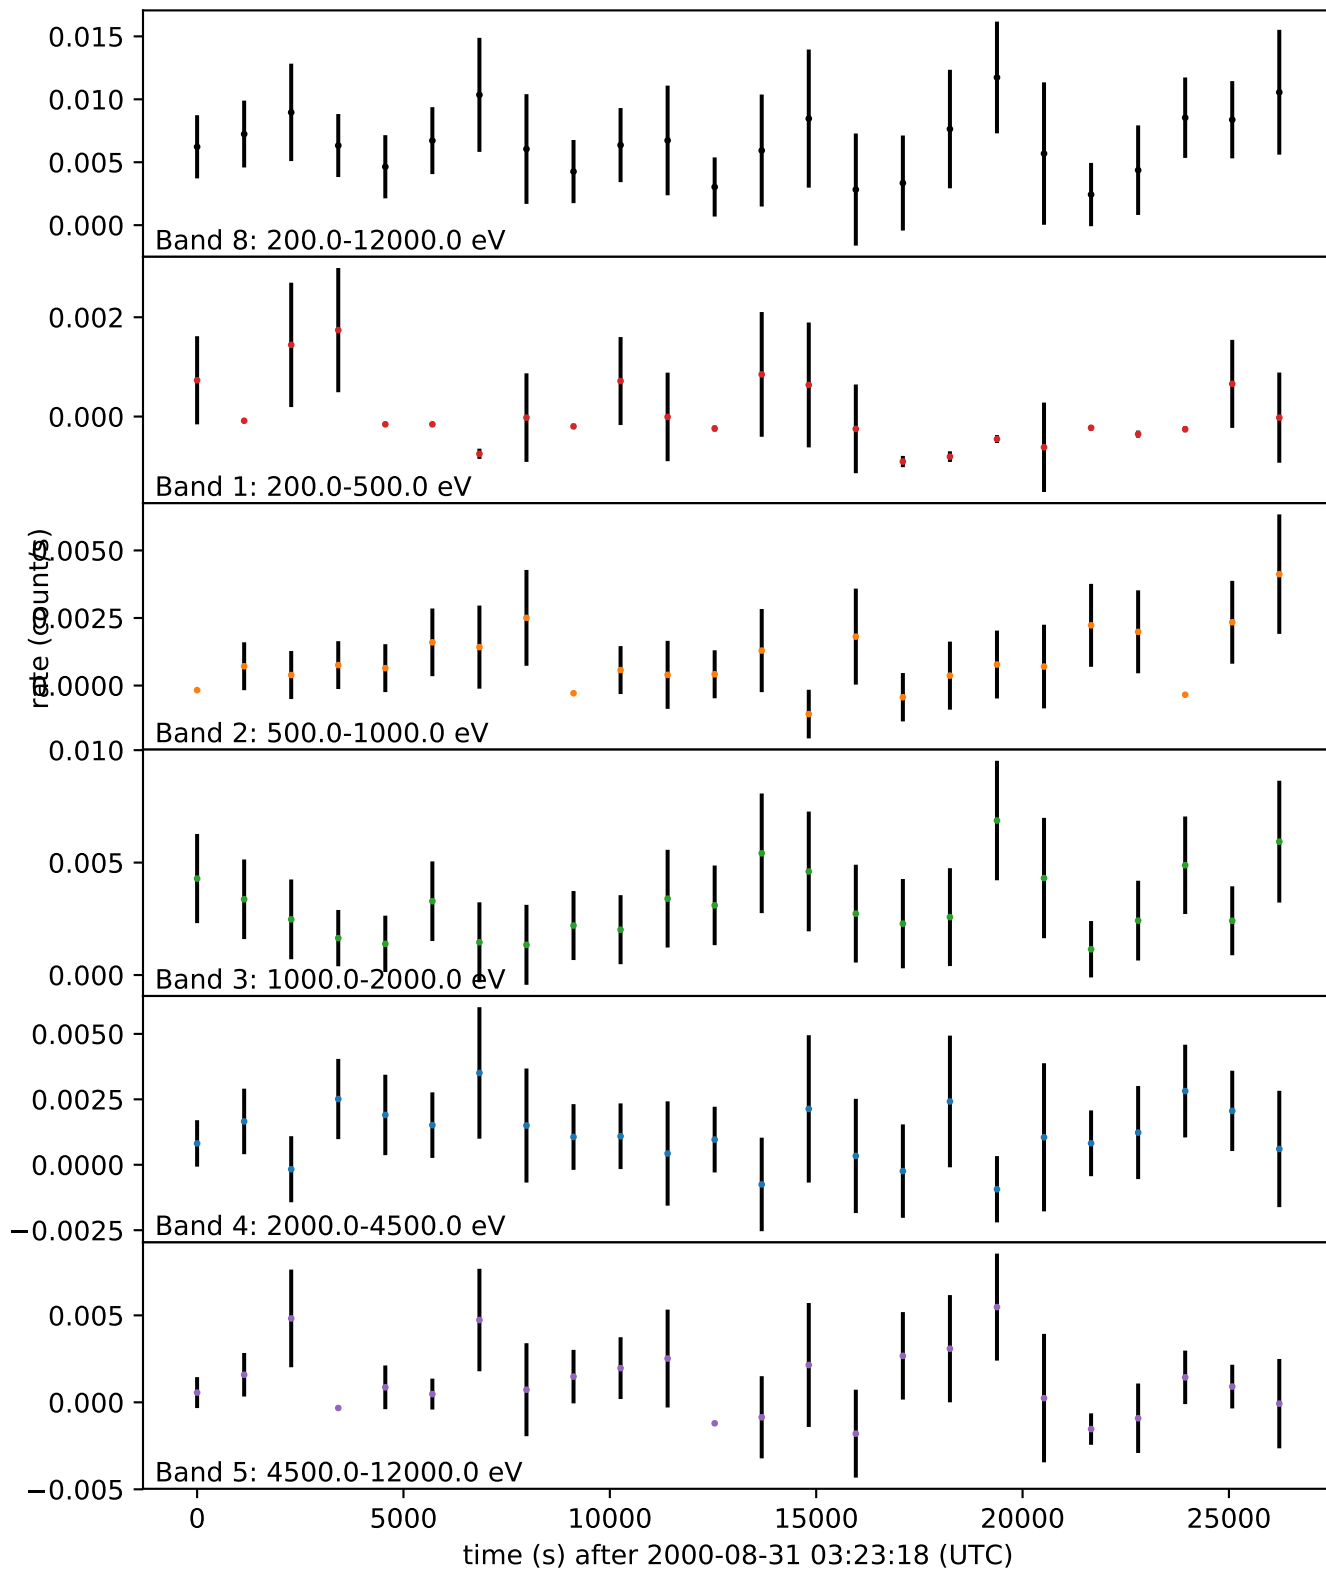 0.015
0.010
0.005
0.000
Band 8: 200.0-12000.0 eV
0.002
0.000
Band 1: 200.0-500.0 eV
rate (count/s)
0.0050
0.0025
0.0000
Band 2: 500.0-1000.0 eV
0.010
0.005
0.000
Band 3: 1000.0-2000.0 eV
0.0050
0.0025
0.0000
−0.0025
Band 4: 2000.0-4500.0 eV
0.005
0.000
−0.005
Band 5: 4500.0-12000.0 eV
0 5000 10000 15000 20000 25000
time (s) after 2000-08-31 03:23:18 (UTC)